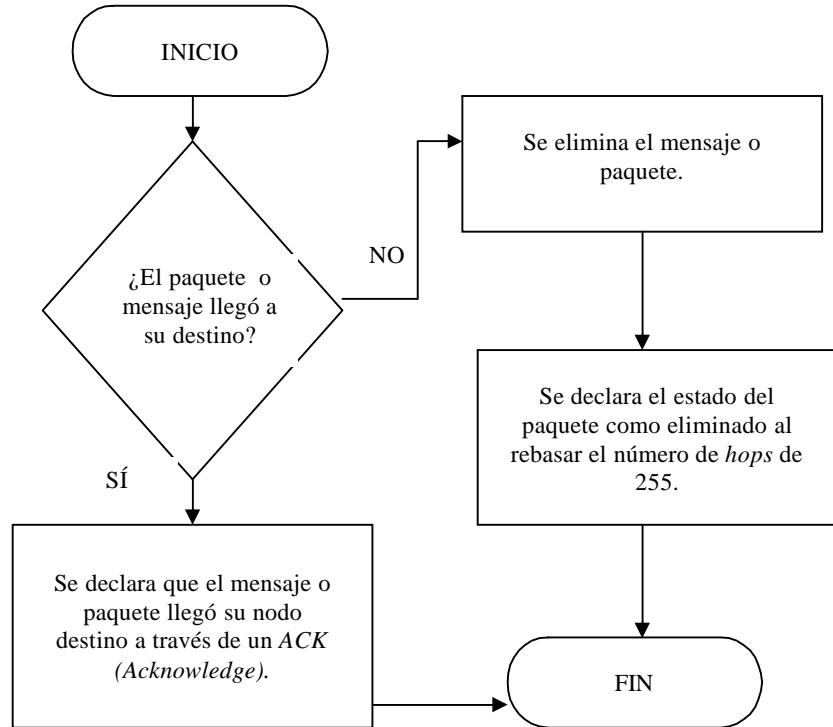 INICIO
Se elimina el mensaje o
paquete.
NO
¿El paquete o
mensaje llegó a
su destino?
Se declara el estado del
paquete como eliminado al
rebasar el número de hops de
255.
SÍ
Se declara que el mensaje o
paquete llegó su nodo
destino a través de un ACK
(Acknowledge).
FIN